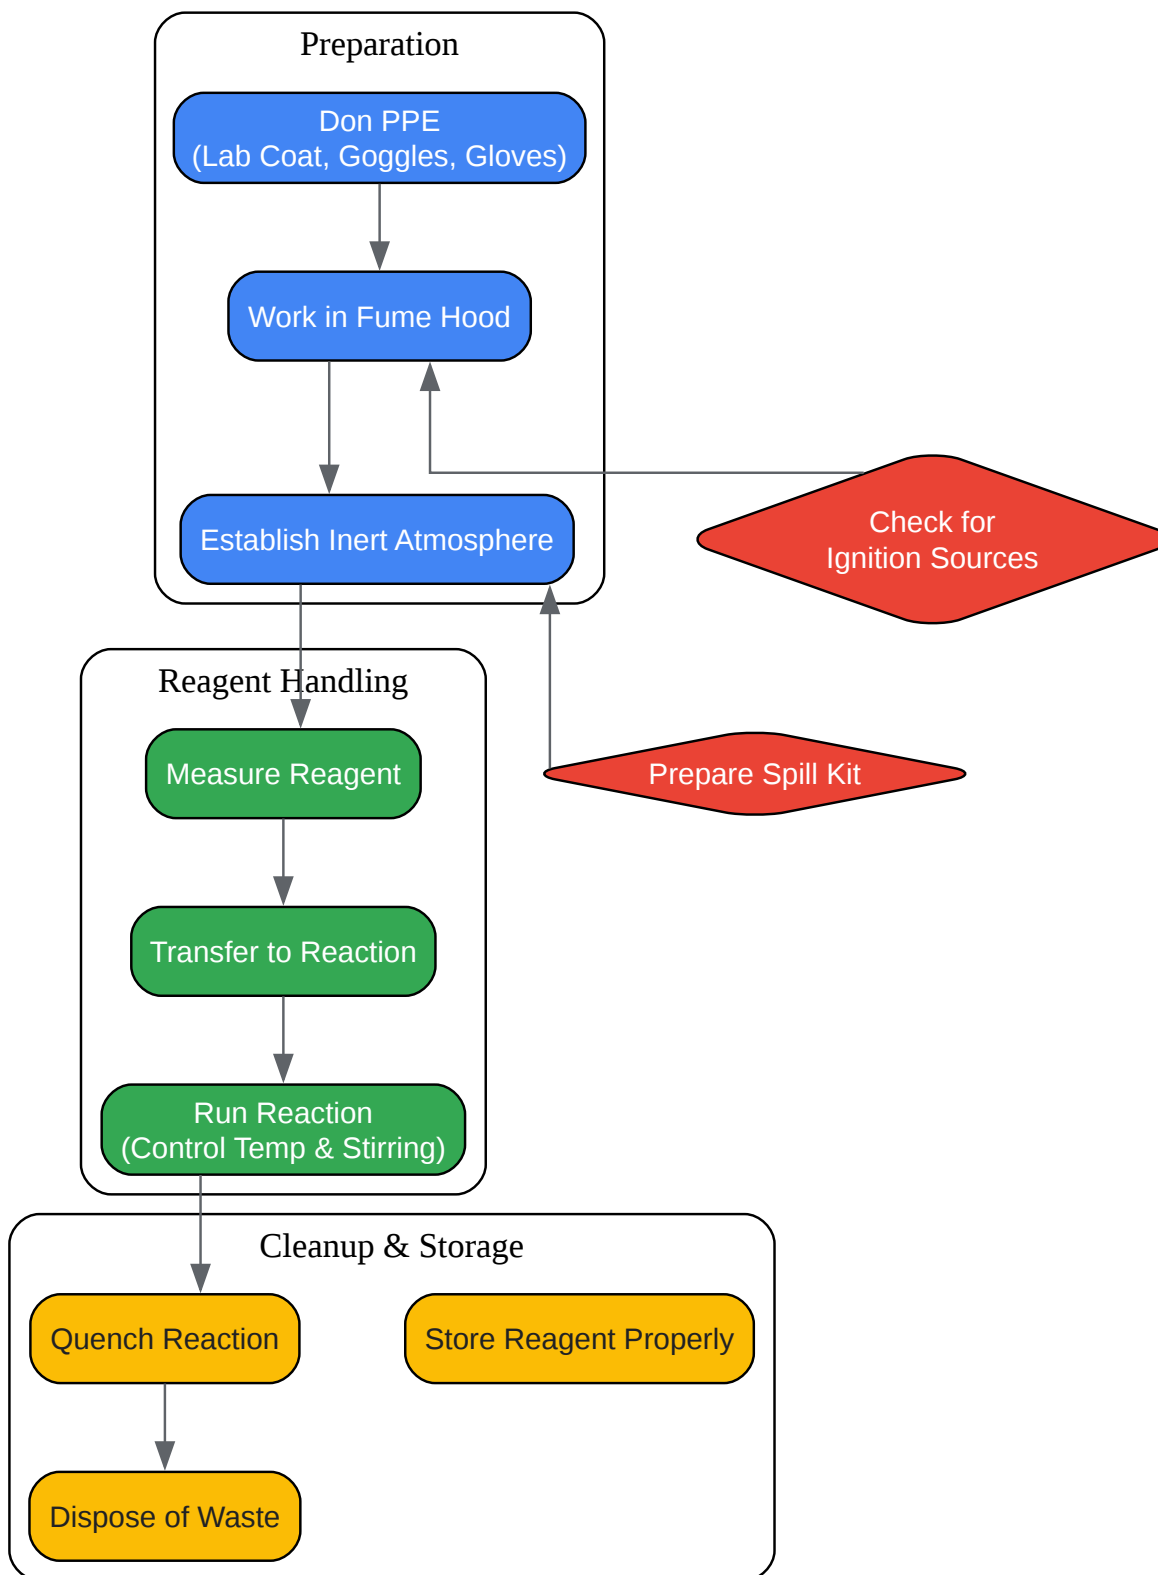 Preparation
Don PPE
(Lab Coat, Goggles, Gloves)
Work in Fume Hood
Check for
Ignition Sources
Establish Inert Atmosphere
Reagent Handling
Measure Reagent
Prepare Spill Kit
Transfer to Reaction
Run Reaction
(Control Temp & Stirring)
Cleanup & Storage
Quench Reaction
Store Reagent Properly
Dispose of Waste